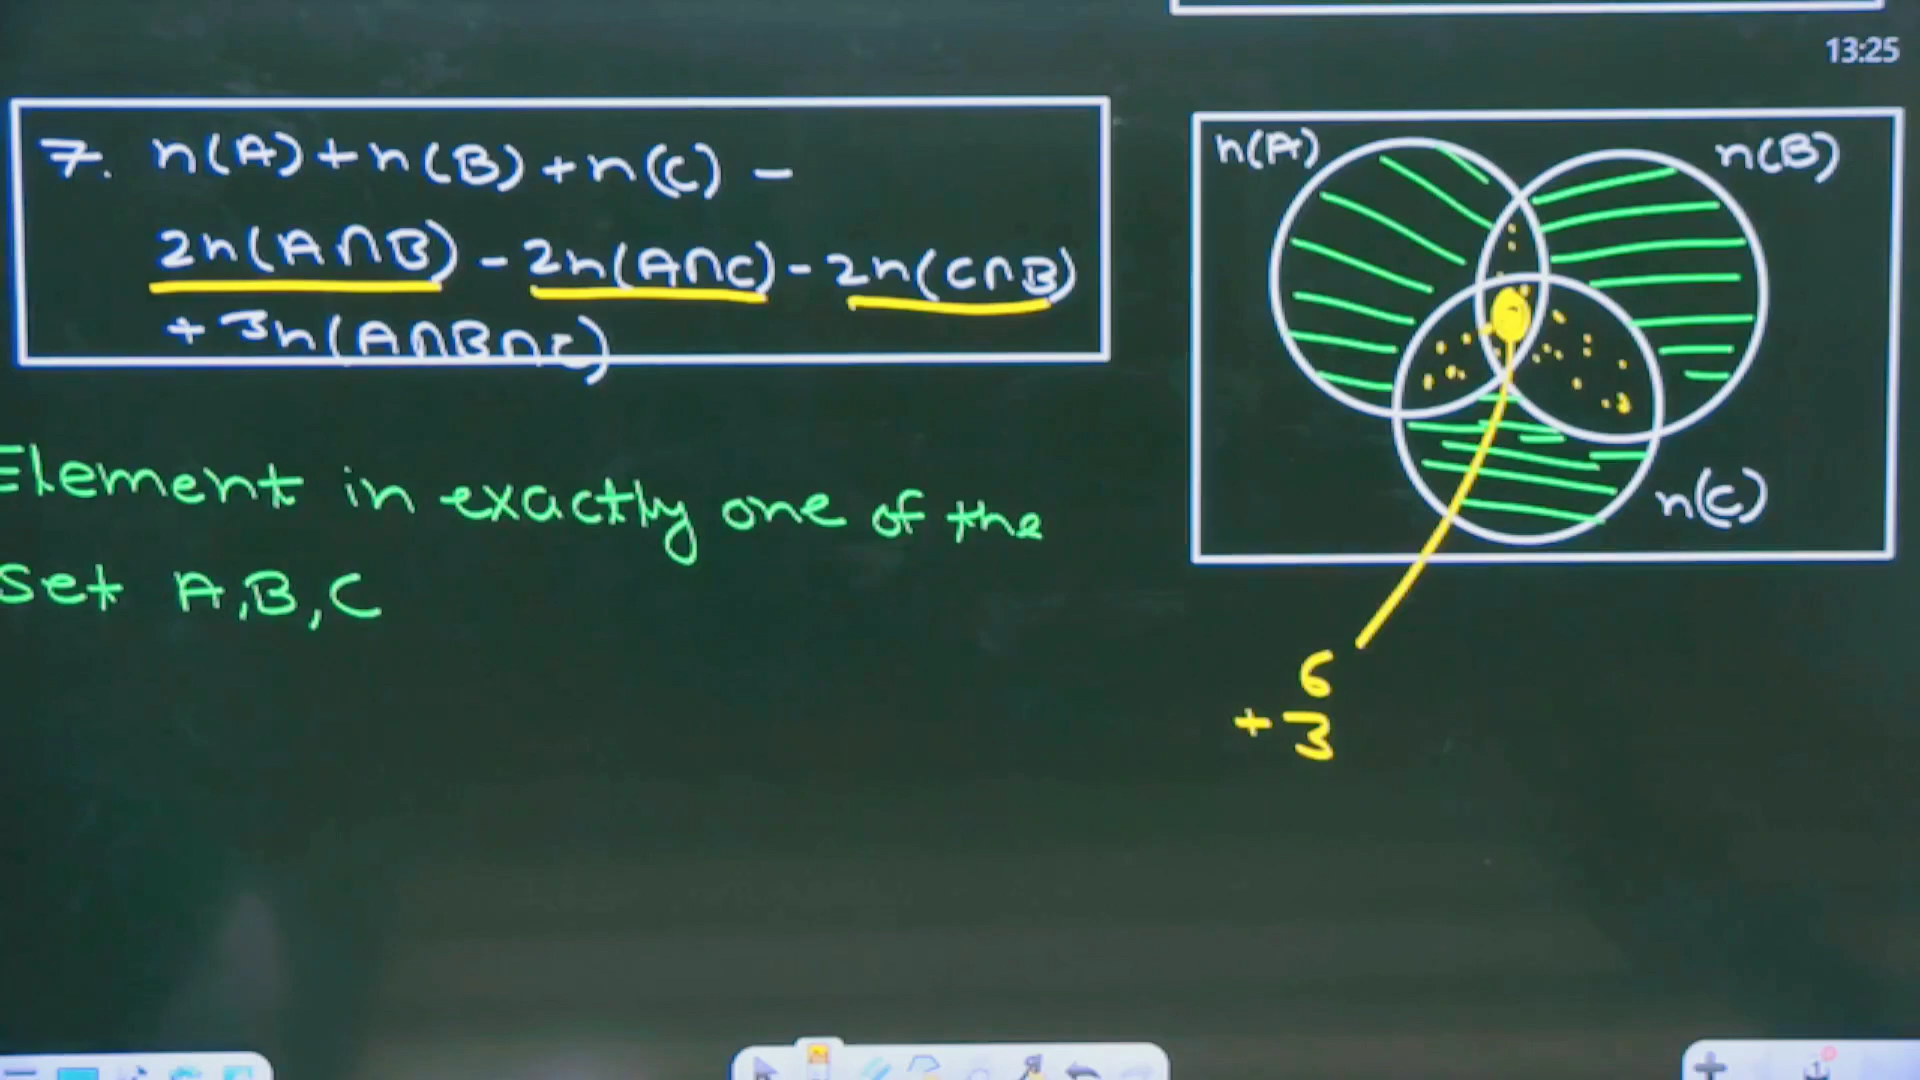 13:25
7. n(A)+n(B)+n(C) -
2n(A∩B) - 2n(A∩C) - 2n(C∩B)
+ 3n(A∩B∩C)
Element in exactly one of the
Set A,B,C
n(A)
n(B)
n(C)
6
+ 3